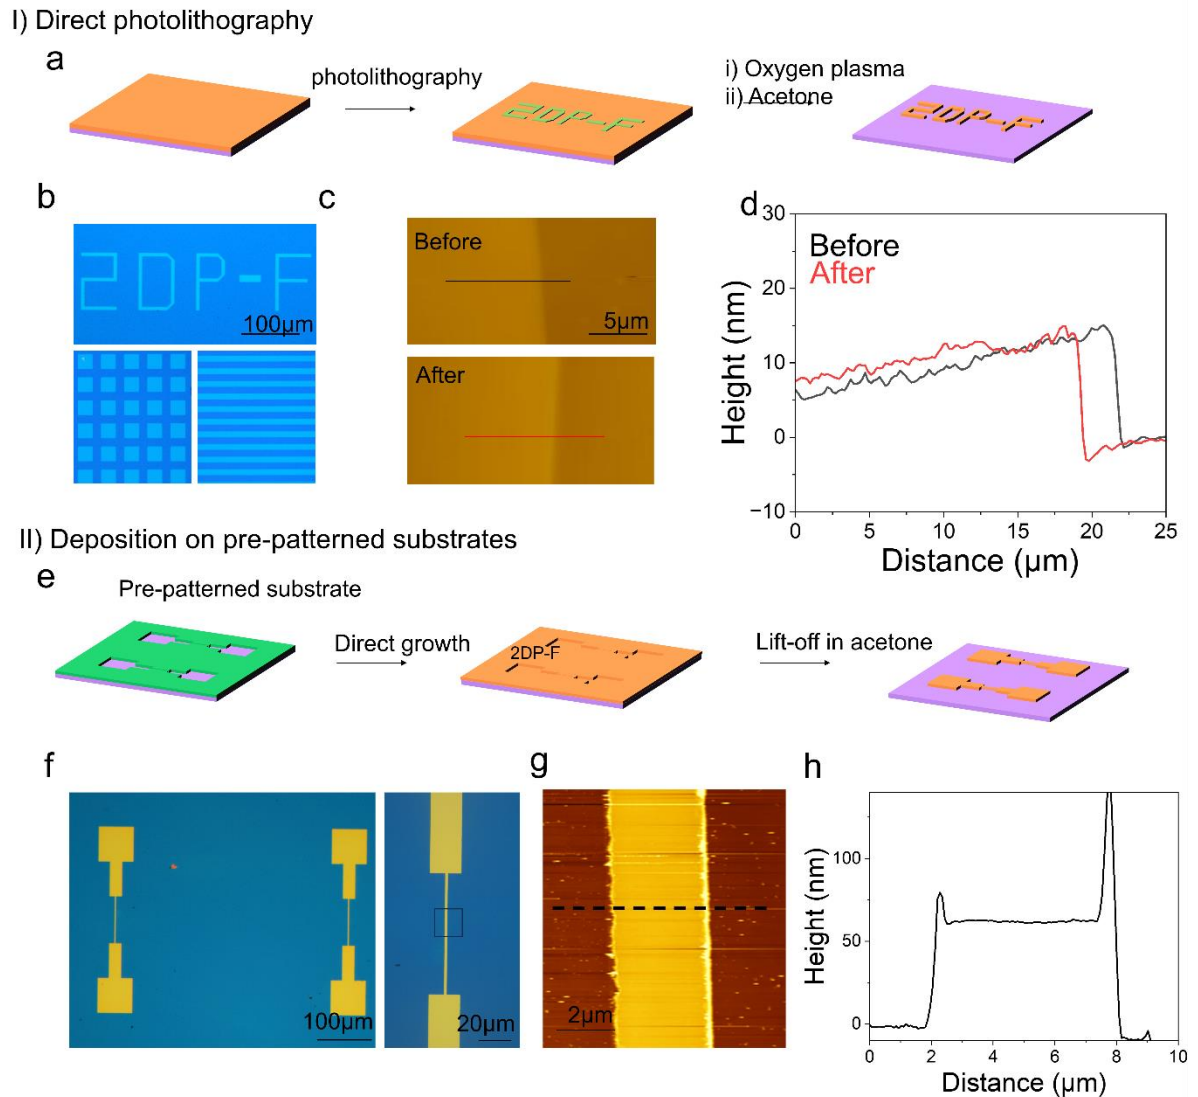 I) Direct photolithography
a
photolithography
i) Oxygen plasma
ii) Acetone
2DP-F
2DP-F
b
c
d
2DP-F
100μm
Before
5μm
After
Before
After
30
20
10
0
−10
Height (nm)
0
5
10
15
20
25
Distance (μm)
II) Deposition on pre-patterned substrates
e
Pre-patterned substrate
Direct growth
2DP-F
Lift-off in acetone
f
g
h
100μm
20μm
2μm
100
50
0
Height (nm)
0
2
4
6
8
10
Distance (μm)